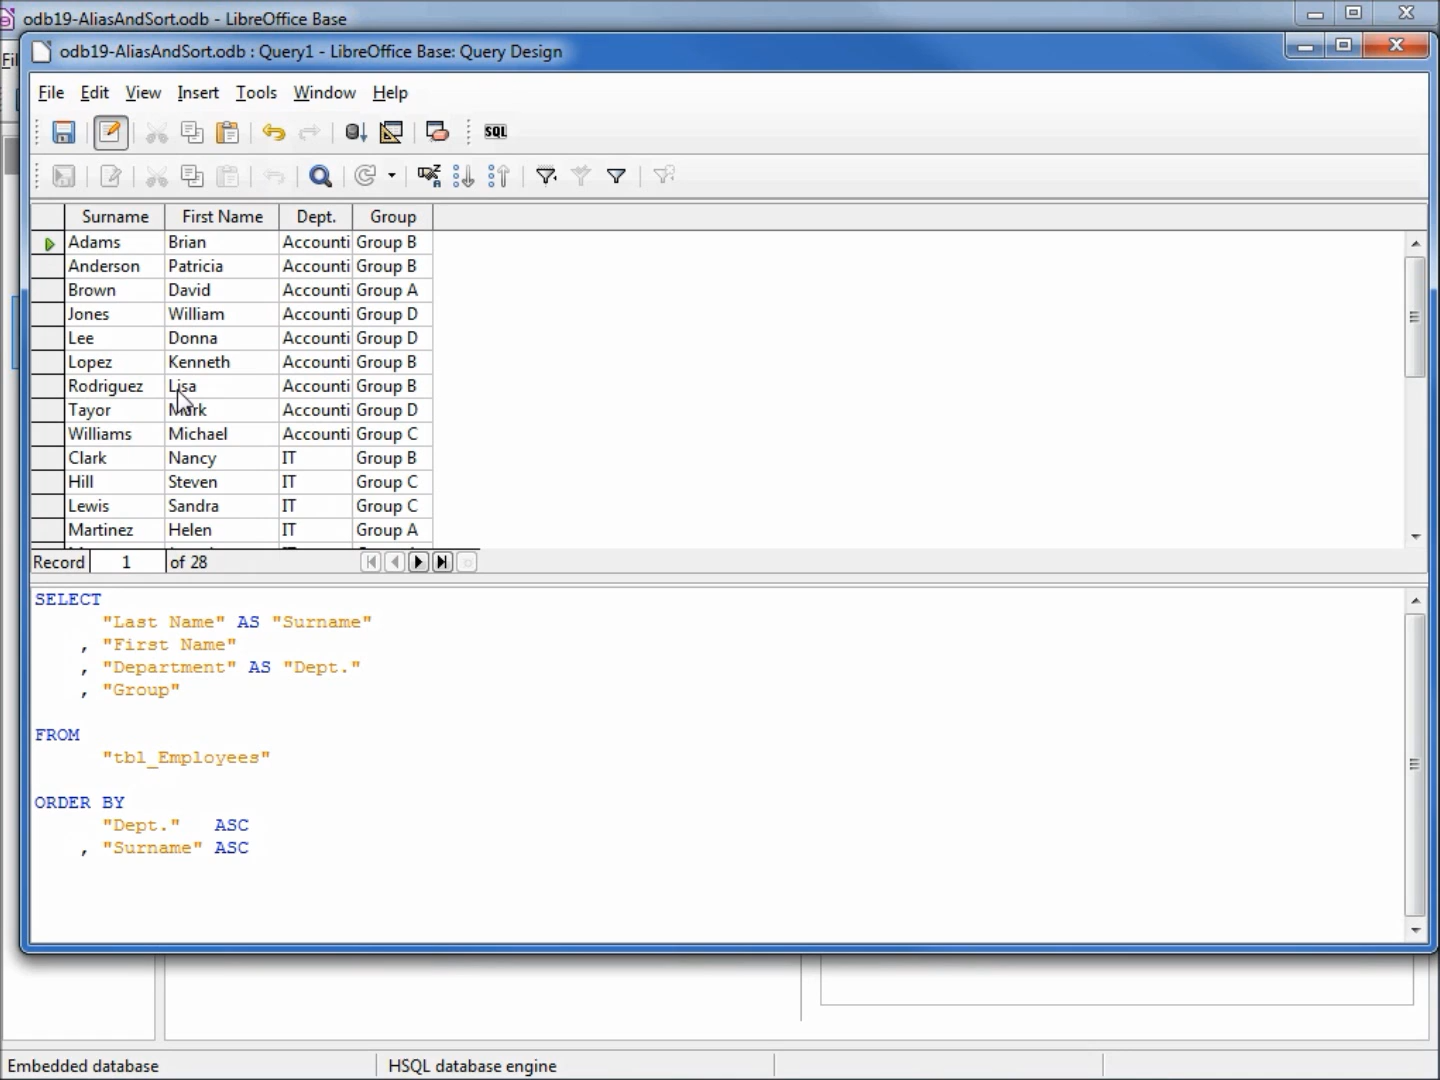 odb19-AliasAndSort.odb - LibreOffice Base
odb19-AliasAndSort.odb : Query1 - LibreOffice Base: Query Design
File Edit View Insert Tools Window Help
SQL
Surname First Name Dept. Group
Adams Brian Accounti Group B
Anderson Patricia Accounti Group B
Brown David Accounti Group A
Jones William Accounti Group D
Lee Donna Accounti Group D
Lopez Kenneth Accounti Group B
Rodriguez Lisa Accounti Group B
Tayor Mark Accounti Group D
Williams Michael Accounti Group C
Clark Nancy IT Group B
Hill Steven IT Group C
Lewis Sandra IT Group C
Martinez Helen IT Group A
Record 1 of 28
SELECT
"Last Name" AS "Surname"
, "First Name"
, "Department" AS "Dept."
, "Group"
FROM
"tbl_Employees"
ORDER BY
"Dept." ASC
, "Surname" ASC
Embedded database HSQL database engine